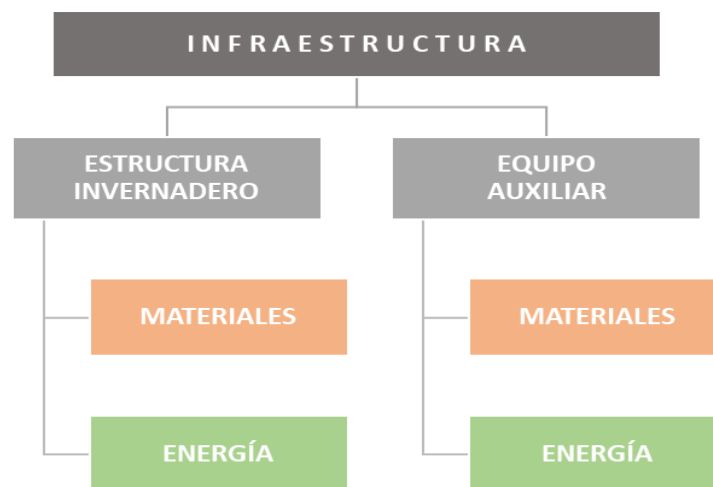 INFRAESTRUCTURA
ESTRUCTURA
INVERNADERO
EQUIPO
AUXILIAR
MATERIALES
MATERIALES
ENERGÍA
ENERGÍA